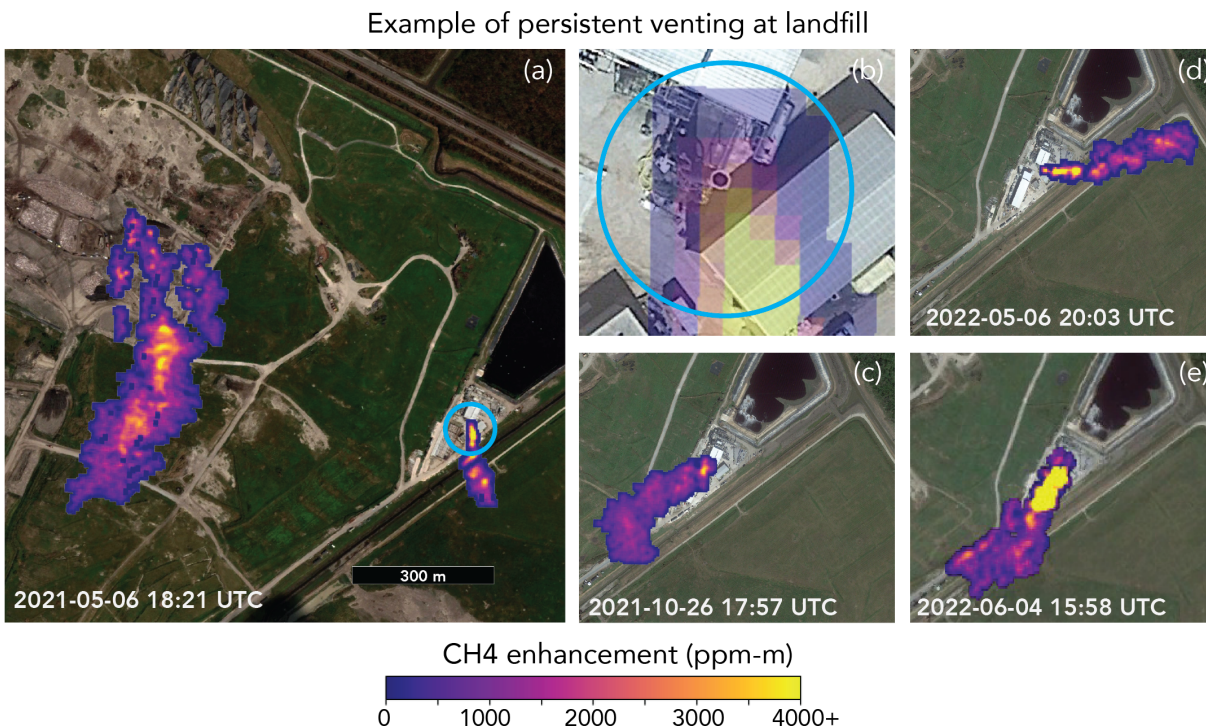 Example of persistent venting at landfill
(a)
300 m
2021-05-06 18:21 UTC
(b)
(d)
2022-05-06 20:03 UTC
(c)
2021-10-26 17:57 UTC
(e)
2022-06-04 15:58 UTC
CH4 enhancement (ppm-m)
0 1000 2000 3000 4000+